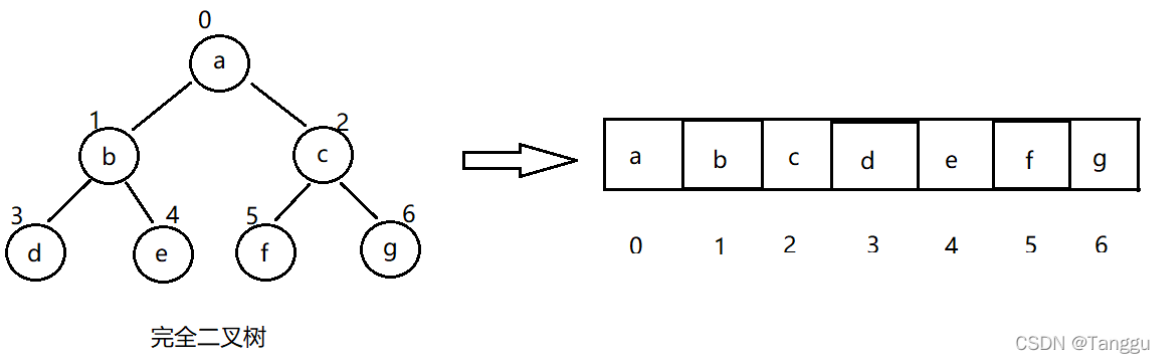 0
a
1
2
b
c
3
4
5
6
d
e
f
g
完全二叉树
a b c d e f g
0 1 2 3 4 5 6
CSDN @Tanggu